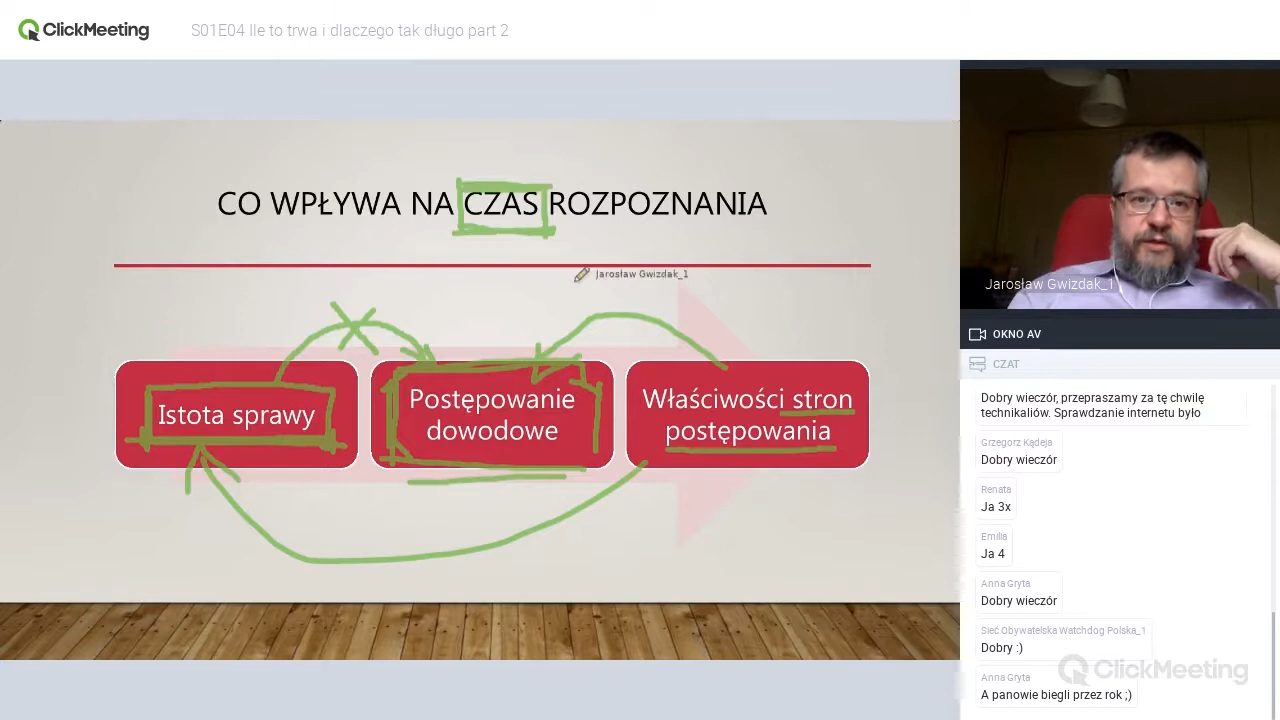 ClickMeeting
S01E04 Ile to trwa i dlaczego tak długo part 2
CO WPŁYWA NA CZAS ROZPOZNANIA
Jarosław Gwizdak_1
Istota sprawy
Postępowanie
dowodowe
Właściwości stron
postępowania
Jarosław Gwizdak_1
OKNO AV
CZAT
Dobry wieczór, przepraszamy za tę chwilę
technikaliów. Sprawdzanie internetu było
Grzegorz Kądeja
Dobry wieczór
Renata
Ja 3x
Emilia
Ja 4
Anna Gryta
Dobry wieczór
Sieć Obywatelska Watchdog Polska_1
Dobry :)
ClickMeeting
Anna Gryta
A panowie biegli przez rok ;)